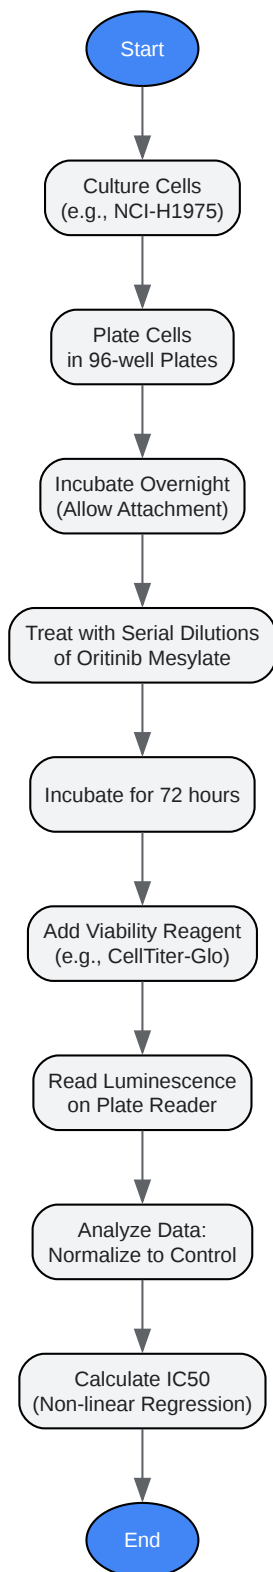 Start
Culture Cells
(e.g., NCI-H1975)
Plate Cells
in 96-well Plates
Incubate Overnight
(Allow Attachment)
Treat with Serial Dilutions
of Oritinib Mesylate
Incubate for 72 hours
Add Viability Reagent
(e.g., CellTiter-Glo)
Read Luminescence
on Plate Reader
Analyze Data:
Normalize to Control
Calculate IC50
(Non-linear Regression)
End